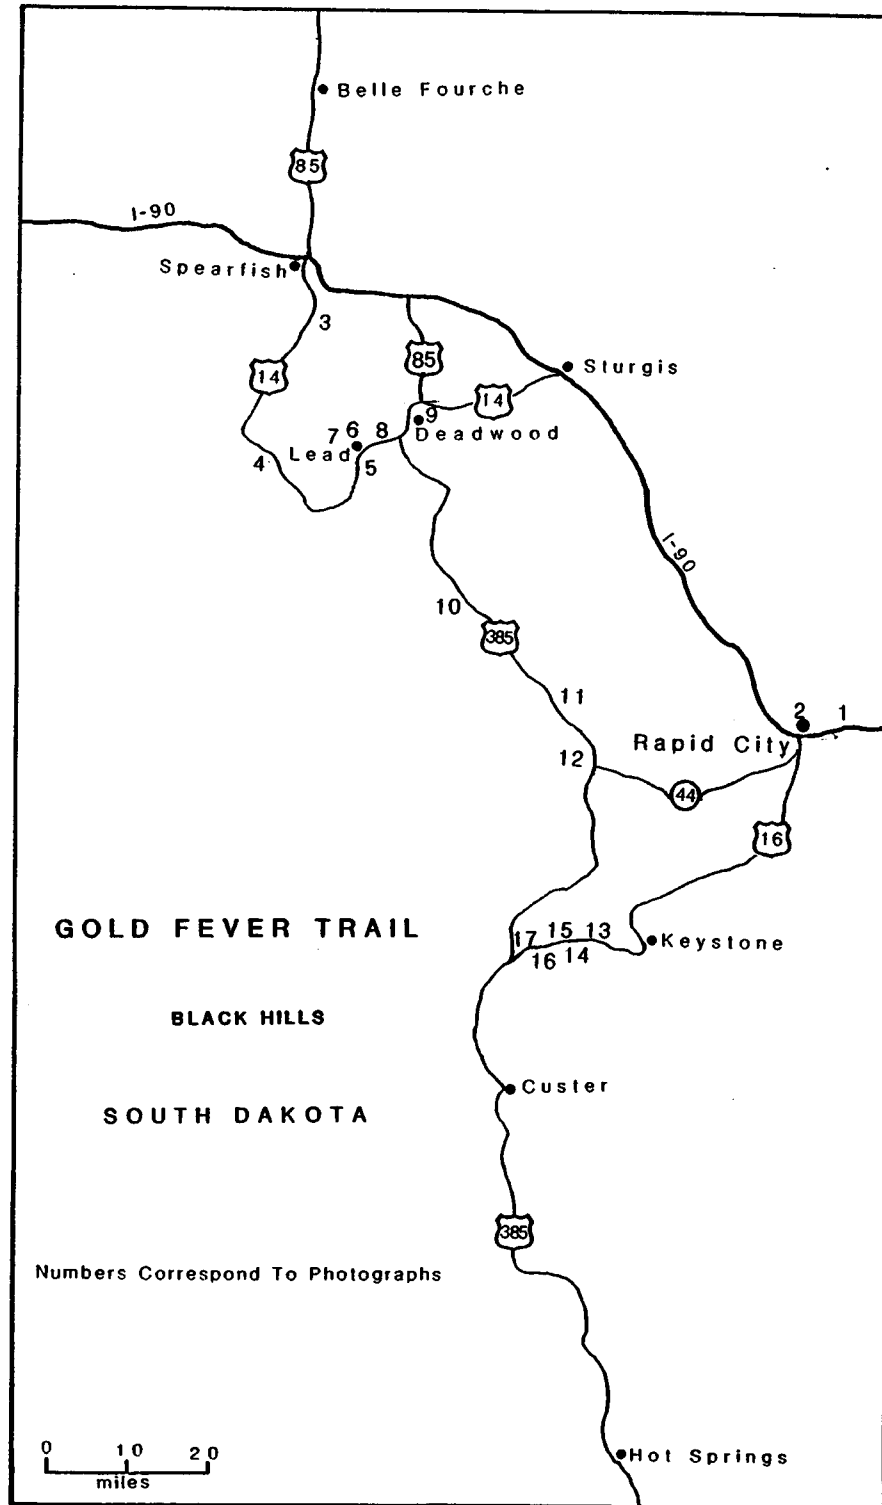 Belle Fourche
85
I-90
Spearfish
3
14
85
Sturgis
14
9
Deadwood
7 6 8
Lead
4
5
I-90
10
385
11
2 1
Rapid City
12
44
16
GOLD FEVER TRAIL
17 15 13
16 14
Keystone
BLACK HILLS
Custer
SOUTH DAKOTA
385
Numbers Correspond To Photographs
0 10 20
miles
Hot Springs